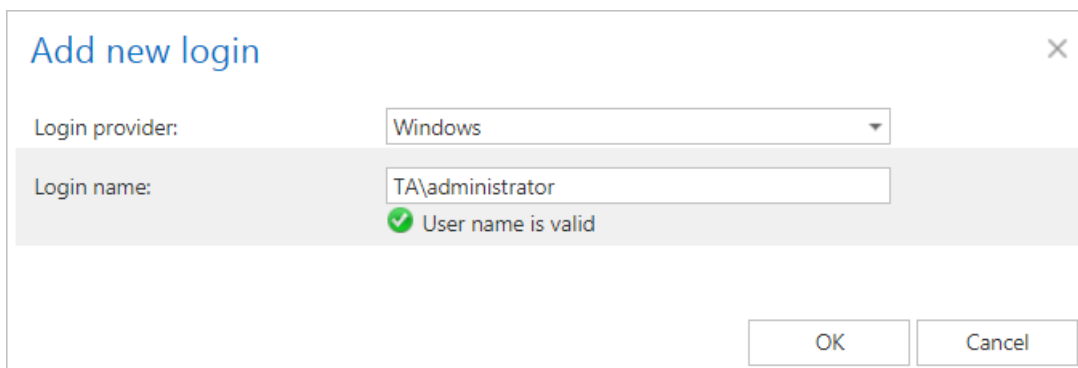 Add new login
Login provider: Windows
Login name: TA\administrator
User name is valid
OK Cancel